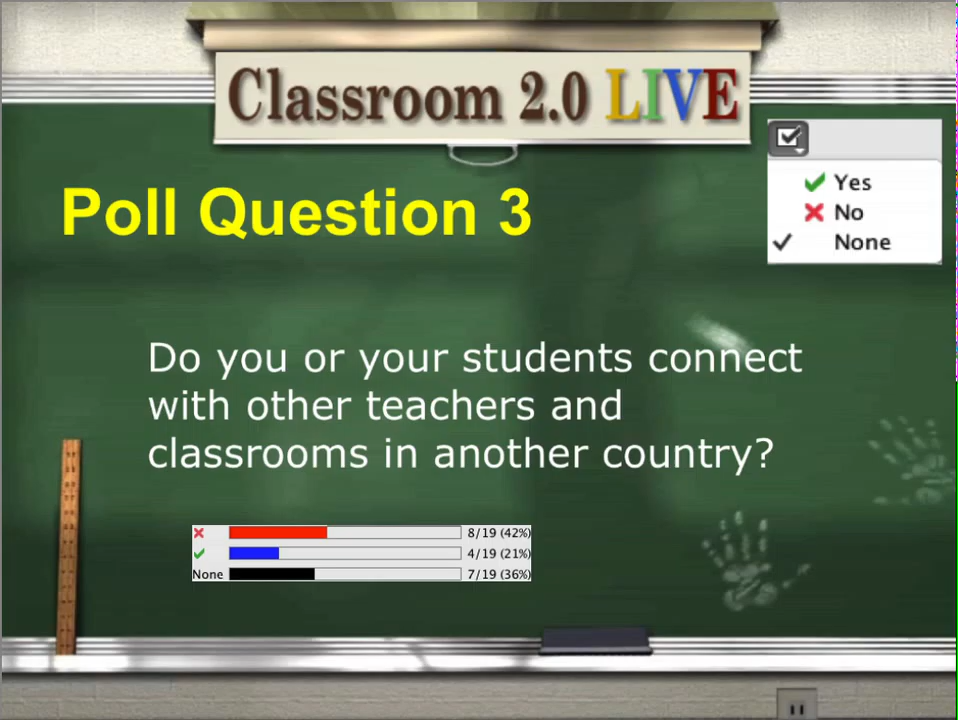 Classroom 2.0 LIVE
Yes
No
None
Poll Question 3
Do you or your students connect
with other teachers and
classrooms in another country?
8/19 (42%)
4/19 (21%)
None 7/19 (36%)